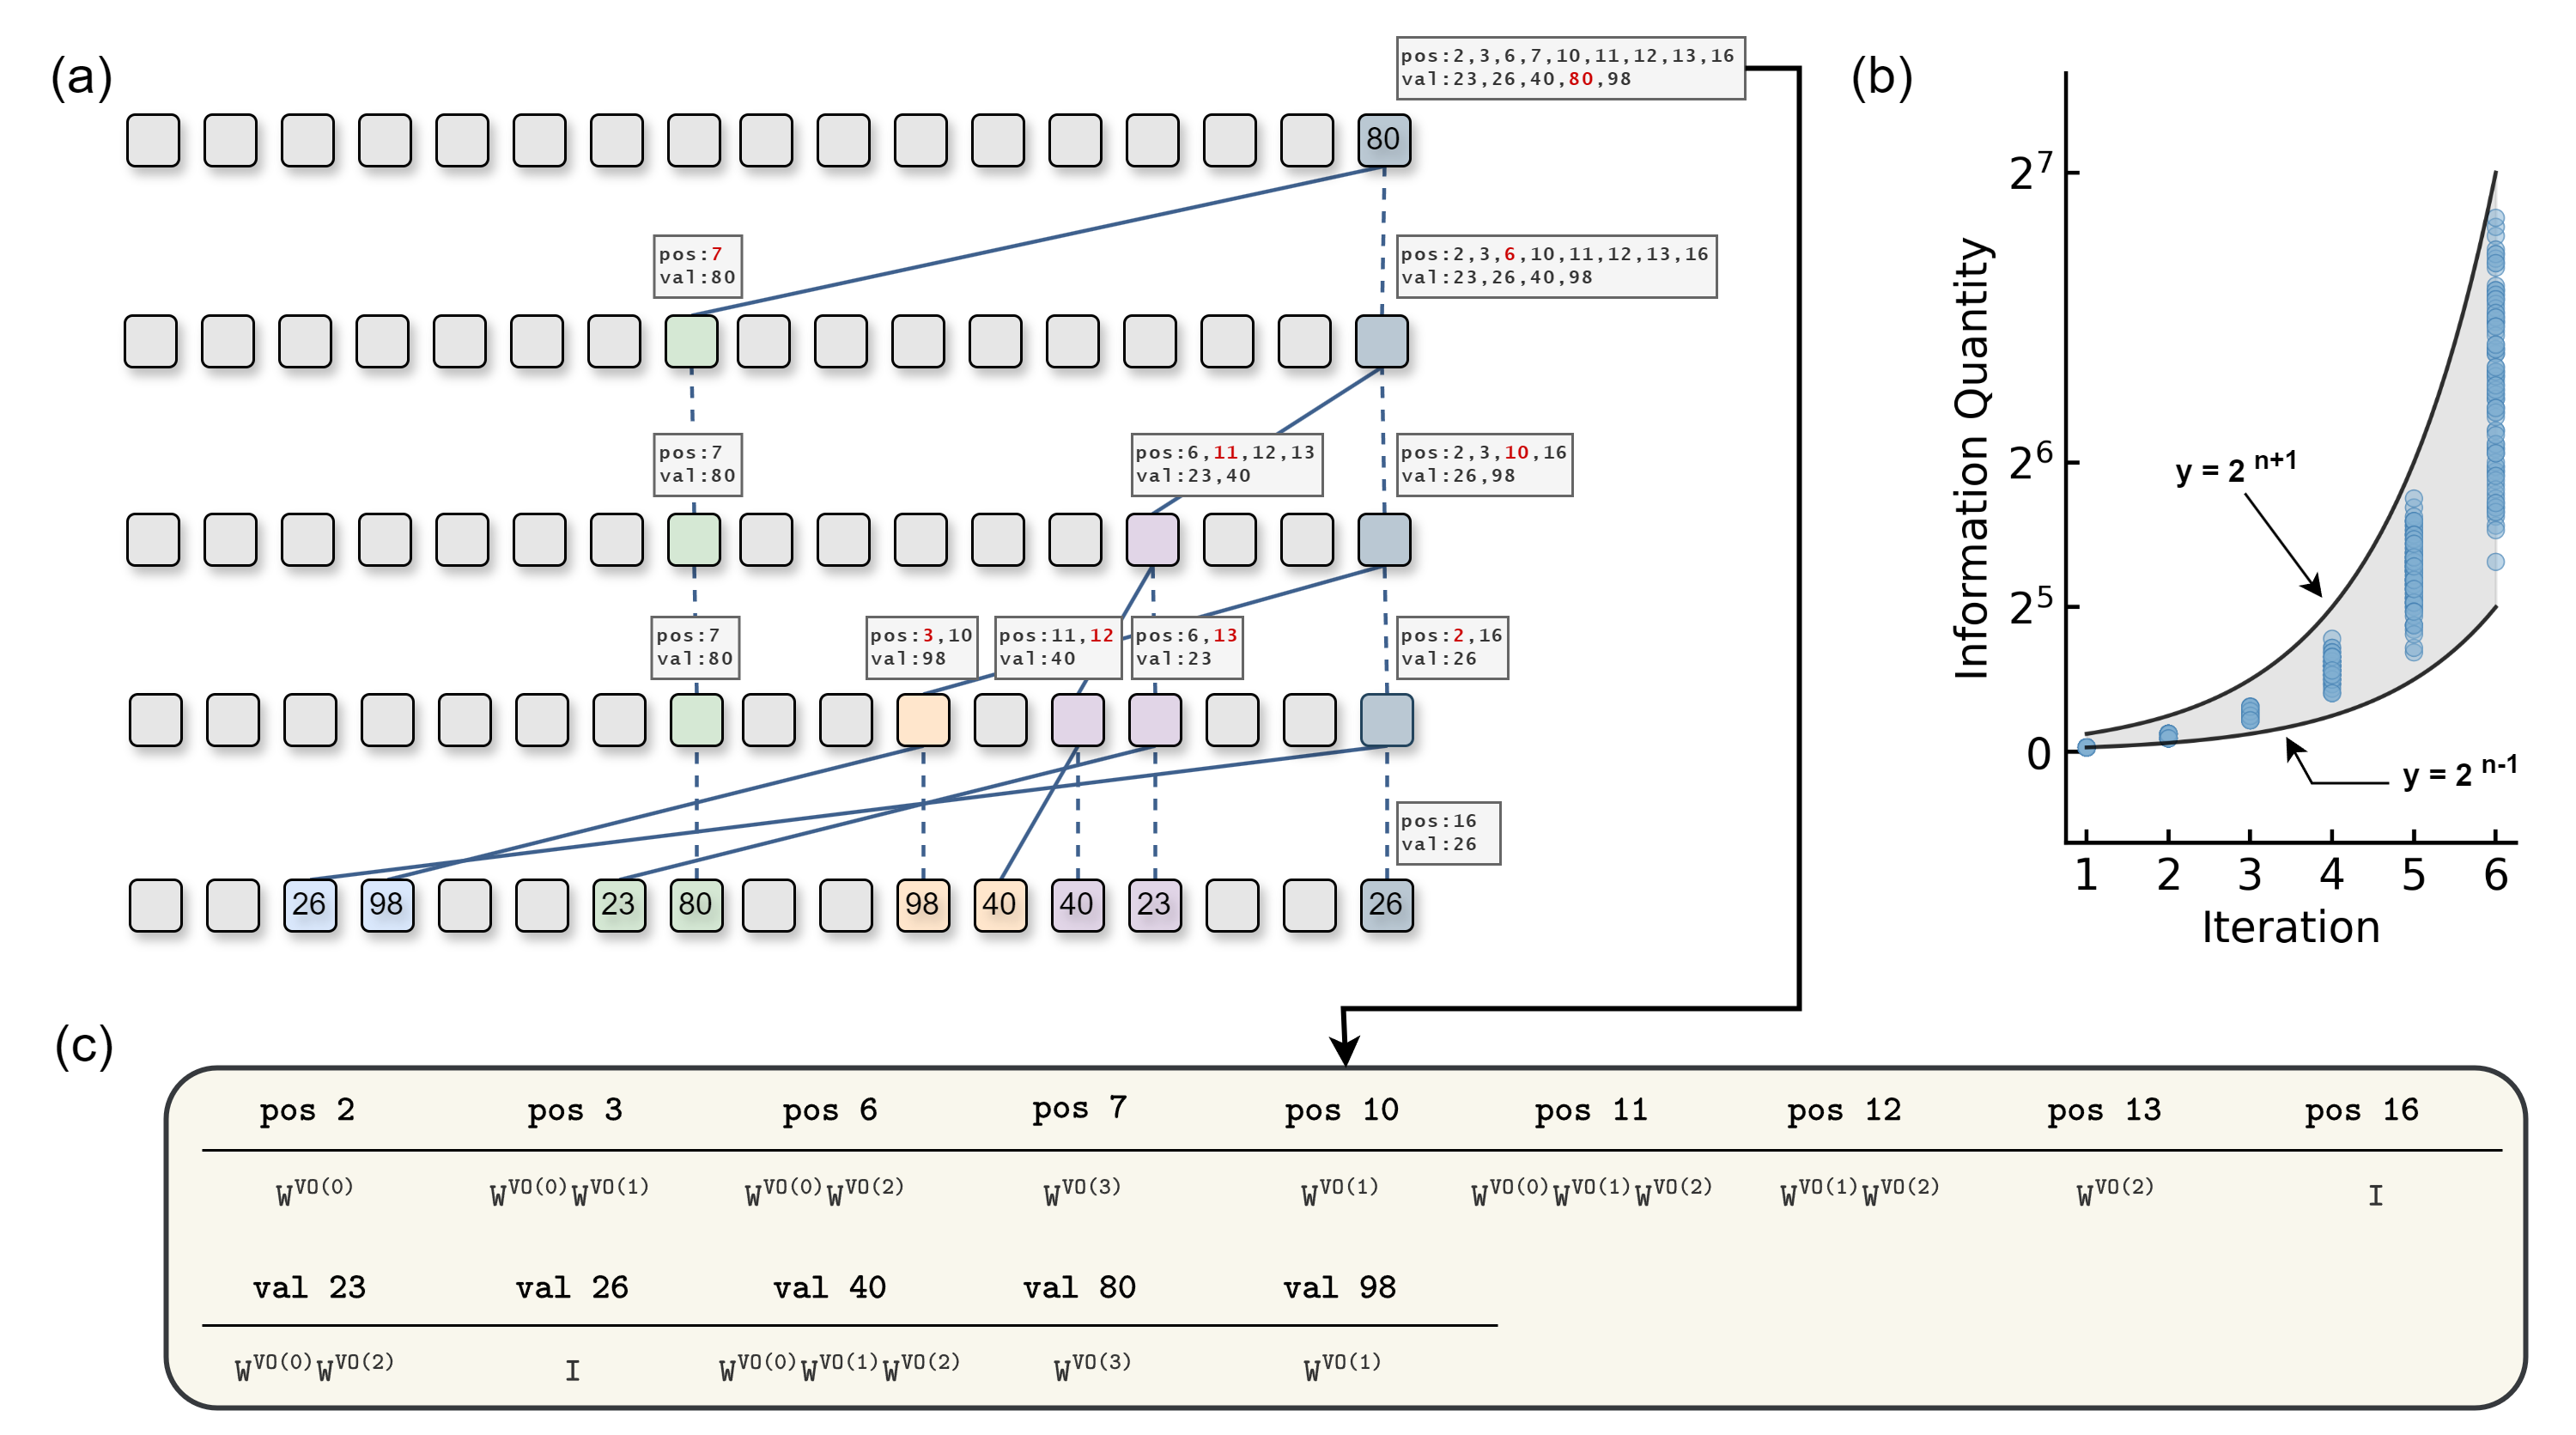 (a)
pos:2,3,6,7,10,11,12,13,16
val:23,26,40,80,98
80
pos:7
val:80
pos:2,3,6,10,11,12,13,16
val:23,26,40,98
pos:7
val:80
pos:6,11,12,13
val:23,40
pos:2,3,10,16
val:26,98
pos:7
val:80
pos:3,10
val:98
pos:11,12
val:40
pos:6,13
val:23
pos:2,16
val:26
pos:16
val:26
26 98 23 80 98 40 40 23 26
(b)
Information Quantity
2^7
2^6
2^5
0
y = 2^{n+1}
y = 2^{n-1}
1 2 3 4 5 6
Iteration
(c)
pos 2 pos 3 pos 6 pos 7 pos 10 pos 11 pos 12 pos 13 pos 16
W^{VO(0)} W^{VO(0)}W^{VO(1)} W^{VO(0)}W^{VO(2)} W^{VO(3)} W^{VO(1)} W^{VO(0)}W^{VO(1)}W^{VO(2)} W^{VO(1)}W^{VO(2)} W^{VO(2)} I
val 23 val 26 val 40 val 80 val 98
W^{VO(0)}W^{VO(2)} I W^{VO(0)}W^{VO(1)}W^{VO(2)} W^{VO(3)} W^{VO(1)}